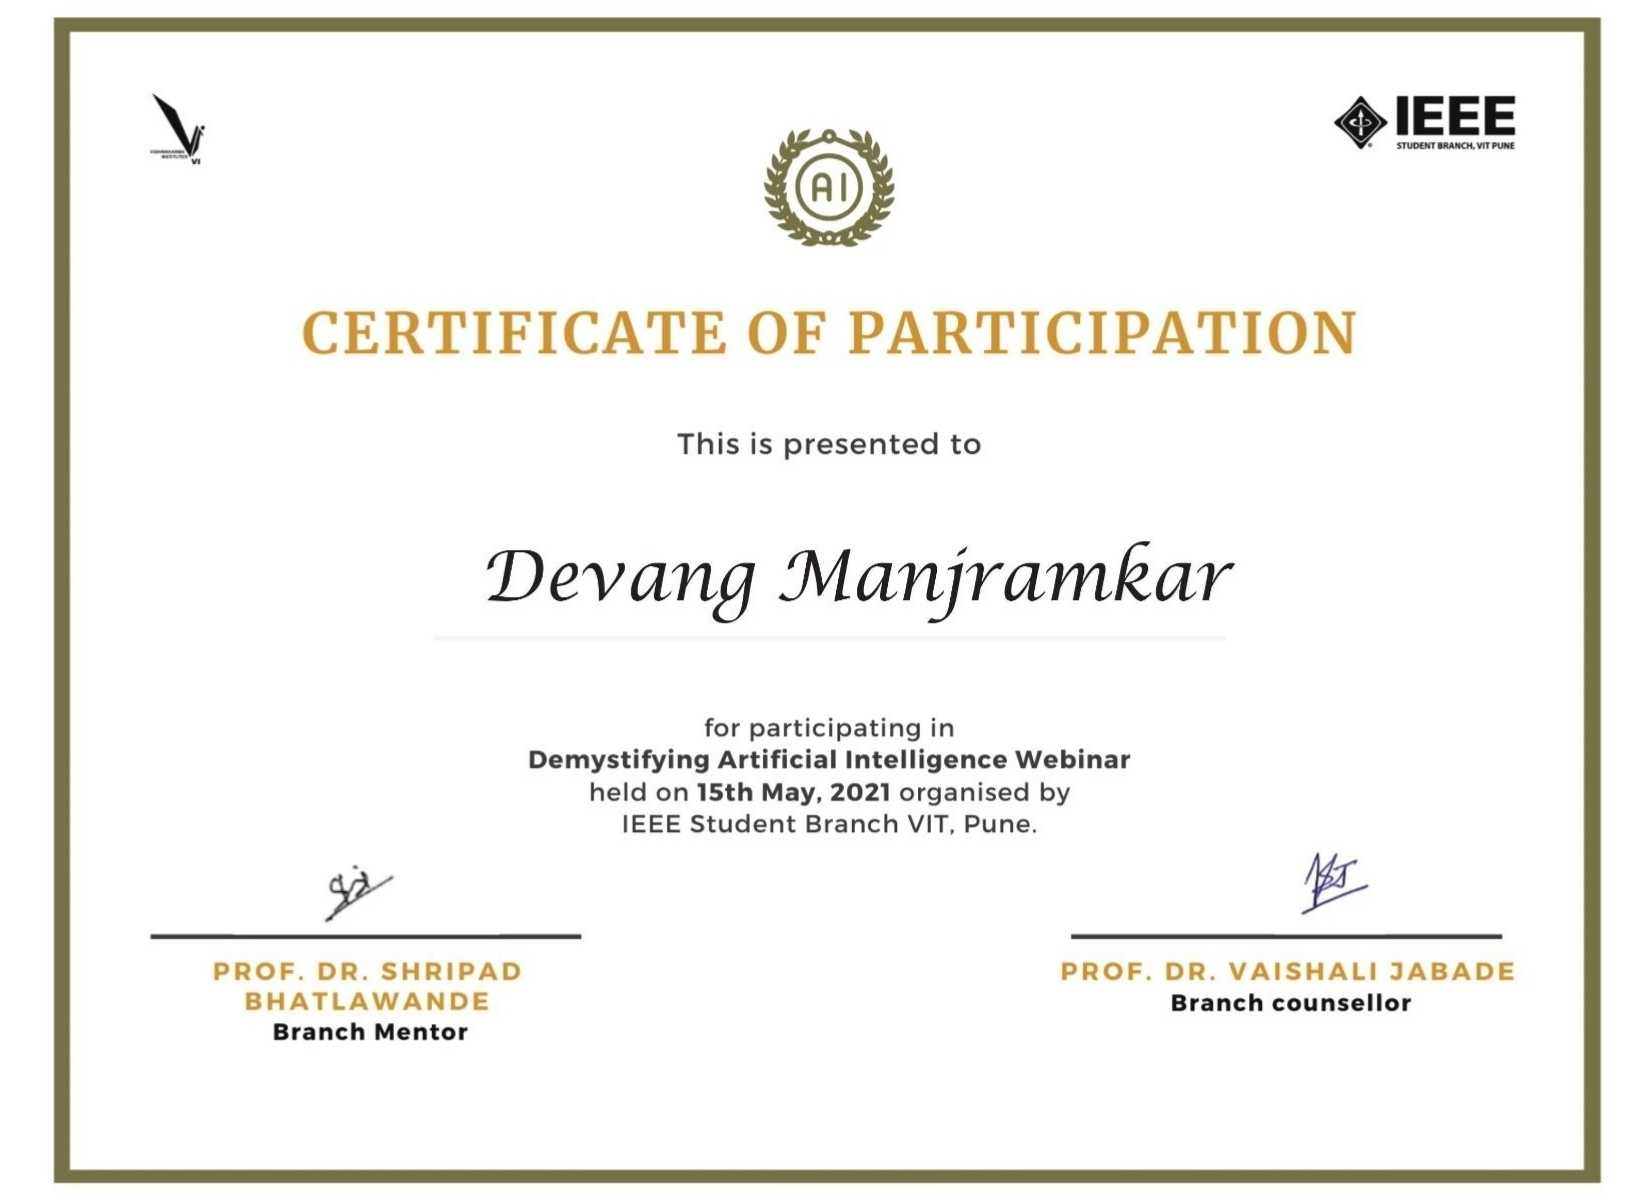 VISHWAKARMA
INSTITUTES
VI
IEEE
STUDENT BRANCH, VIT PUNE
AI
CERTIFICATE OF PARTICIPATION
This is presented to
Devang Manjramkar
for participating in
Demystifying Artificial Intelligence Webinar
held on 15th May, 2021 organised by
IEEE Student Branch VIT, Pune.
PROF. DR. SHRIPAD
BHATLAWANDE
Branch Mentor
PROF. DR. VAISHALI JABADE
Branch counsellor